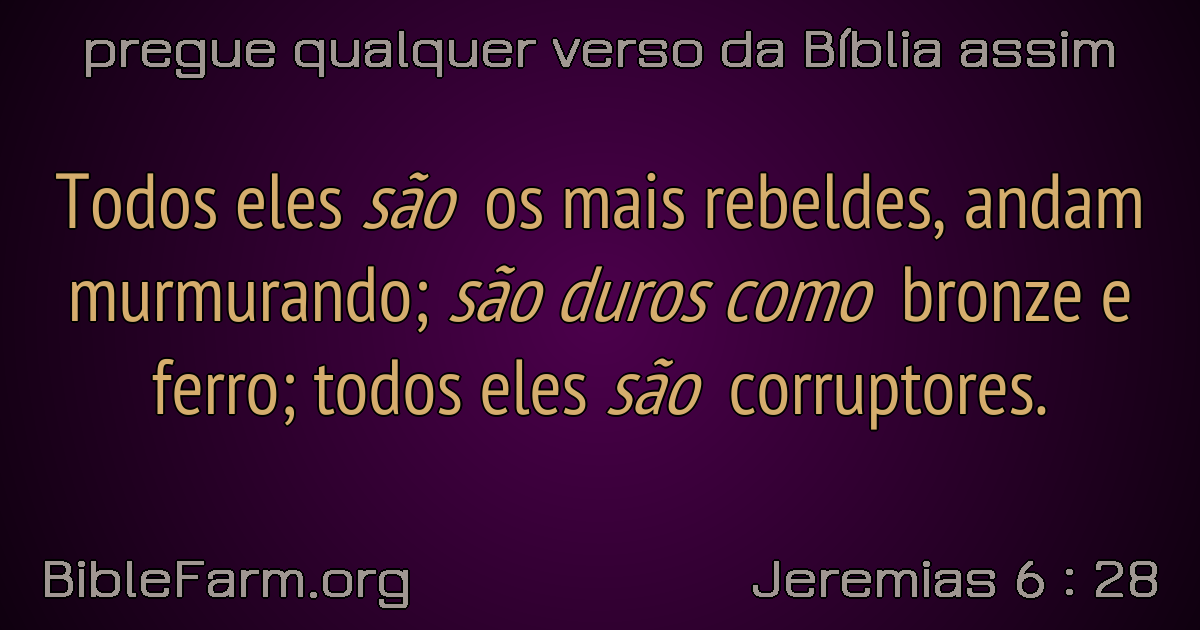 pregue qualquer verso da Bíblia assim
Todos eles são os mais rebeldes, andam
murmurando; são duros como bronze e
ferro; todos eles são corruptores.
BibleFarm.org
Jeremias 6 : 28